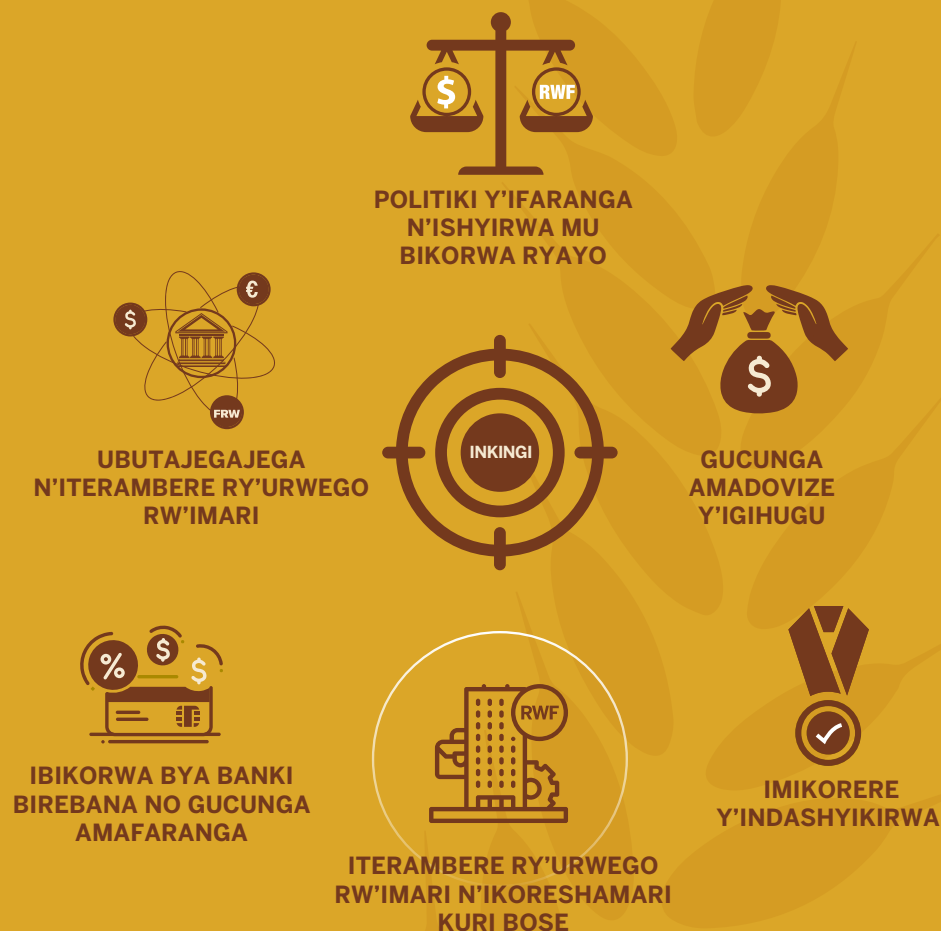 $
RWF
POLITIKI Y'IFARANGA
N'ISHYIRWA MU
BIKORWA RYAYO
€
$
FRW
UBUTAJEGAJEGA
N'ITERAMBERE RY'URWEGO
RW'IMARI
INKINGI
$
GUCUNGA
AMADOVIZE
Y'IGIHUGU
%
$
$
IBIKORWA BYA BANKI
BIREBANA NO GUCUNGA
AMAFARANGA
RWF
ITERAMBERE RY'URWEGO
RW'IMARI N'IKORESHAMARI
KURI BOSE
IMIKORERE
Y'INDASHYIKIRWA